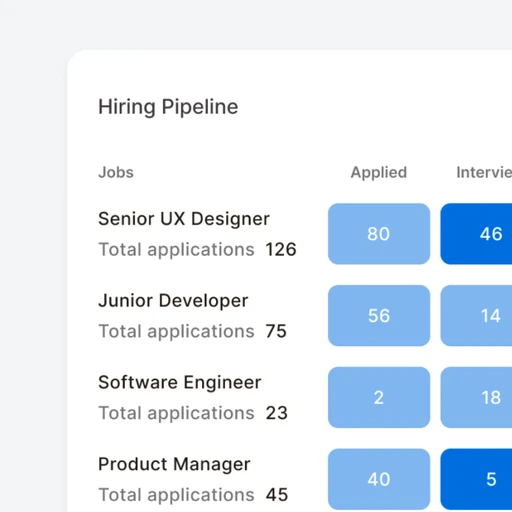 Hiring Pipeline
Jobs Applied Intervie
Senior UX Designer
Total applications 126
80 46
Junior Developer
Total applications 75
56 14
Software Engineer
Total applications 23
2 18
Product Manager
Total applications 45
40 5